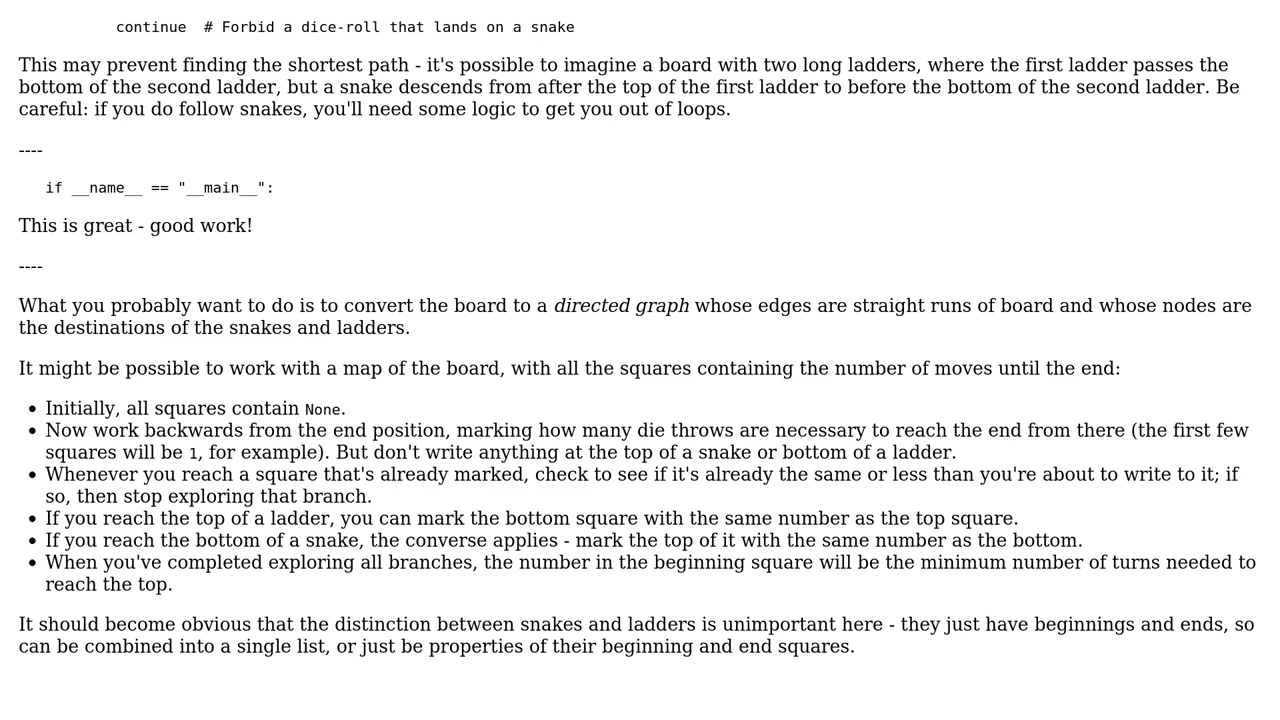 continue  # Forbid a dice-roll that lands on a snake
This may prevent finding the shortest path - it's possible to imagine a board with two long ladders, where the first ladder passes the
bottom of the second ladder, but a snake descends from after the top of the first ladder to before the bottom of the second ladder. Be
careful: if you do follow snakes, you'll need some logic to get you out of loops.
----
if __name__ == "__main__":
This is great - good work!
----
What you probably want to do is to convert the board to a directed graph whose edges are straight runs of board and whose nodes are
the destinations of the snakes and ladders.
It might be possible to work with a map of the board, with all the squares containing the number of moves until the end:
• Initially, all squares contain None.
• Now work backwards from the end position, marking how many die throws are necessary to reach the end from there (the first few
squares will be 1, for example). But don't write anything at the top of a snake or bottom of a ladder.
• Whenever you reach a square that's already marked, check to see if it's already the same or less than you're about to write to it; if
so, then stop exploring that branch.
• If you reach the top of a ladder, you can mark the bottom square with the same number as the top square.
• If you reach the bottom of a snake, the converse applies - mark the top of it with the same number as the bottom.
• When you've completed exploring all branches, the number in the beginning square will be the minimum number of turns needed to
reach the top.
It should become obvious that the distinction between snakes and ladders is unimportant here - they just have beginnings and ends, so
can be combined into a single list, or just be properties of their beginning and end squares.